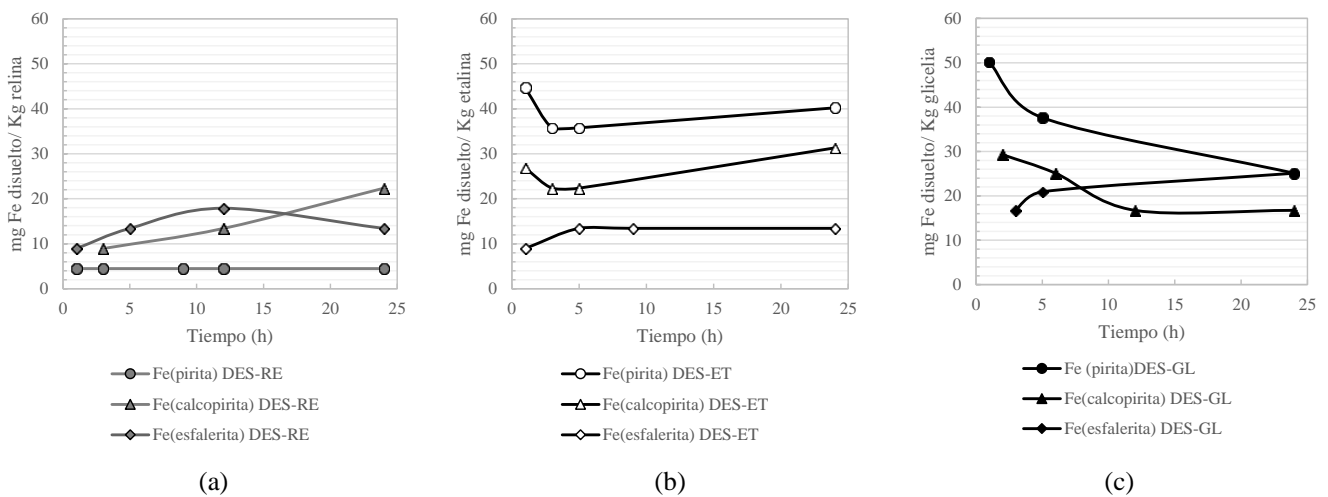 60
50
40
30
20
10
0
mg Fe disuelto/ Kg relina
0 5 10 15 20 25
Tiempo (h)
Fe(pirita) DES-RE
Fe(calcopirita) DES-RE
Fe(esfalerita) DES-RE
(a)
60
50
40
30
20
10
0
mg Fe disuelto/ Kg etalina
0 5 10 15 20 25
Tiempo (h)
Fe(pirita) DES-ET
Fe(calcopirita) DES-ET
Fe(esfalerita) DES-ET
(b)
60
50
40
30
20
10
0
mg Fe disuelto/ Kg glicelia
0 5 10 15 20 25
Tiempo (h)
Fe (pirita)DES-GL
Fe(calcopirita) DES-GL
Fe(esfalerita) DES-GL
(c)